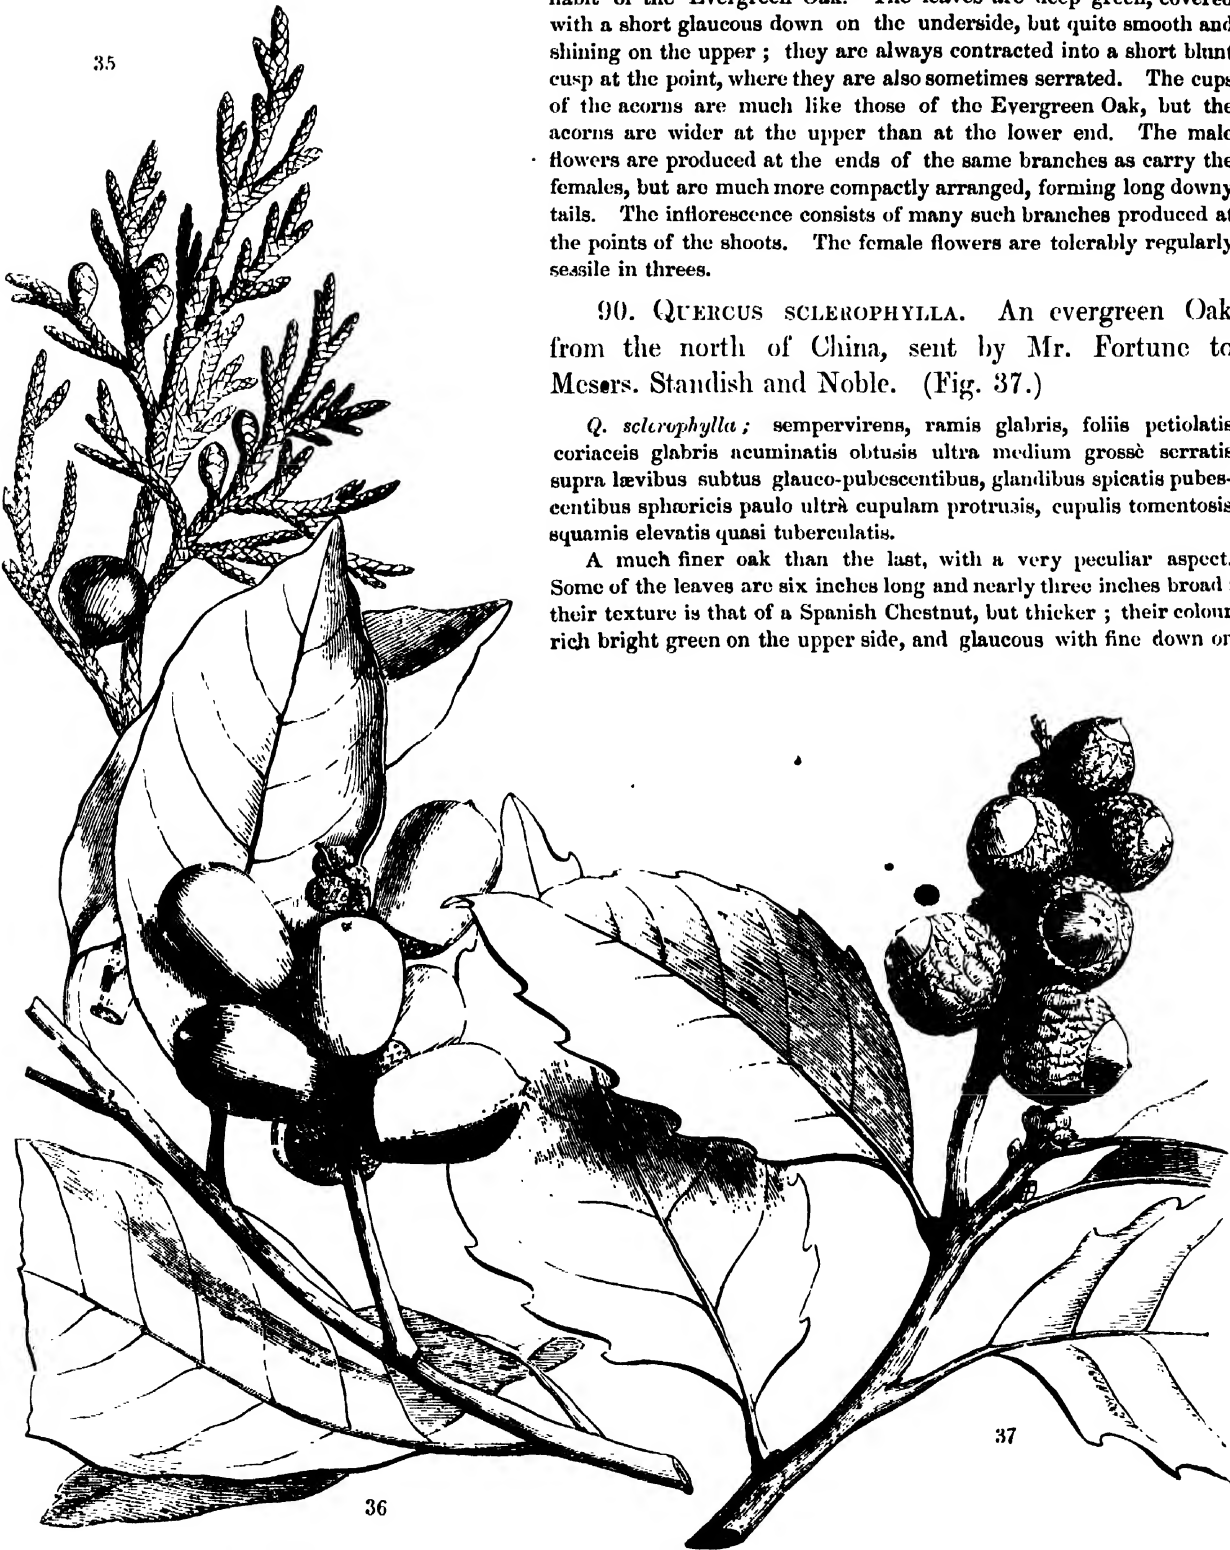 35
habit of the Evergreen Oak. The leaves are deep green, covered
with a short glaucous down on the underside, but quite smooth and
shining on the upper ; they are always contracted into a short blunt
cusp at the point, where they are also sometimes serrated. The cups
of the acorns are much like those of the Evergreen Oak, but the
acorns are wider at the upper than at the lower end. The male
flowers are produced at the ends of the same branches as carry the
females, but are much more compactly arranged, forming long downy
tails. The inflorescence consists of many such branches produced at
the points of the shoots. The female flowers are tolerably regularly
sessile in threes.
90. QUERCUS SCLEROPHYLLA. An evergreen Oak
from the north of China, sent by Mr. Fortune to
Messrs. Standish and Noble. (Fig. 37.)
Q. sclerophylla ; sempervirens, ramis glabris, foliis petiolatis
coriaceis glabris acuminatis obtusis ultra medium grossè serratis
supra lævibus subtus glauco-pubescentibus, glandibus spicatis pubes-
centibus sphæricis paulo ultrà cupulam protrusis, cupulis tomentosis
squamis elevatis quasi tuberculatis.
A much finer oak than the last, with a very peculiar aspect.
Some of the leaves are six inches long and nearly three inches broad
their texture is that of a Spanish Chestnut, but thicker ; their colour
rich bright green on the upper side, and glaucous with fine down on
37
36